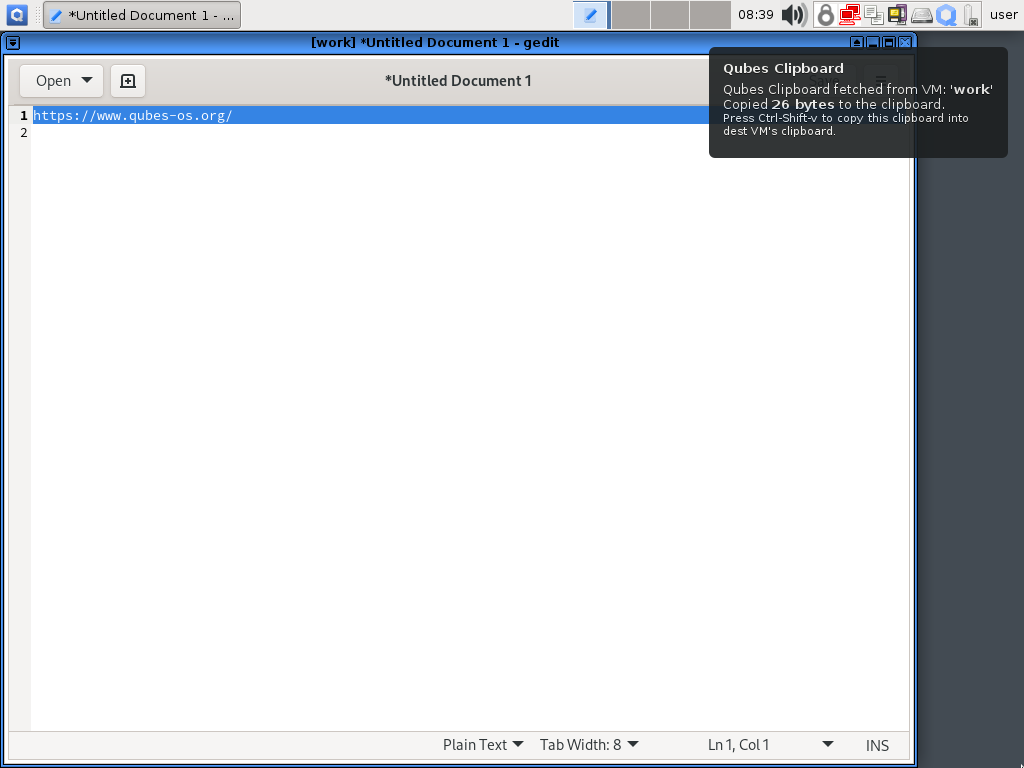 *Untitled Document 1 - ...
08:39
user
[work] *Untitled Document 1 - gedit
Open
*Untitled Document 1
Qubes Clipboard
Qubes Clipboard fetched from VM: 'work'
Copied 26 bytes to the clipboard.
Press Ctrl-Shift-v to copy this clipboard into
dest VM's clipboard.
1 https://www.qubes-os.org/
2
Plain Text Tab Width: 8 Ln 1, Col 1 INS